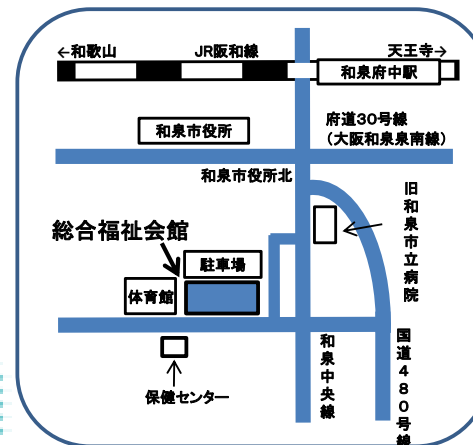 ←和歌山
JR阪和線
天王寺→
和泉府中駅
和泉市役所
府道30号線
(大阪和泉泉南線)
和泉市役所北
旧和泉市立病院
総合福祉会館
駐車場
体育館
和泉中央線
国道480号線
保健センター